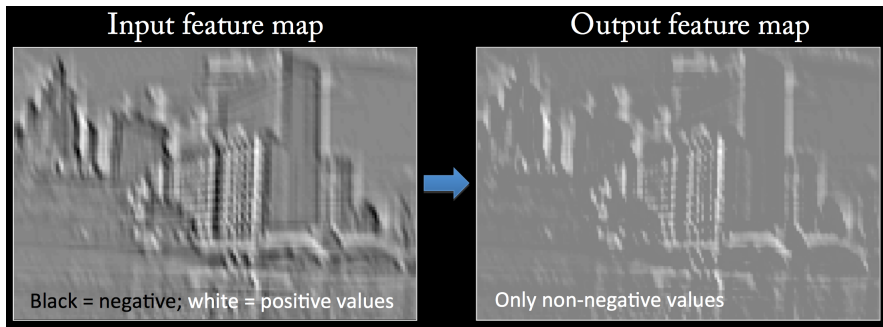 Input feature map
Output feature map
Black = negative; white = positive values
Only non-negative values